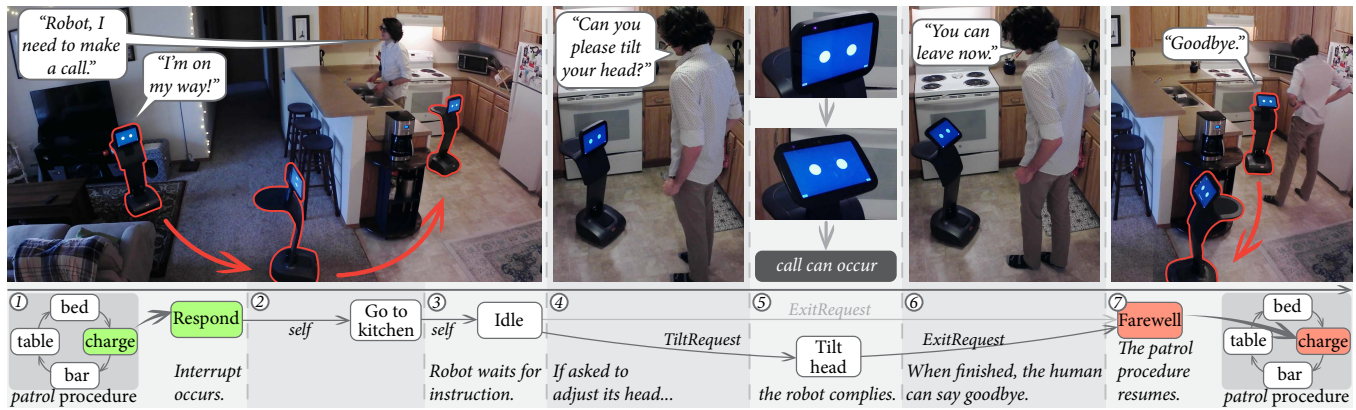 “Robot, I
need to make
a call.”
“I’m on
my way!”
“Can you
please tilt
your head?”
call can occur
“You can
leave now.”
“Goodbye.”
1
bed
table
charge
bar
patrol procedure
Respond
Interrupt
occurs.
2
self
Go to
kitchen
3
self
Idle
Robot waits for
instruction.
4
TiltRequest
If asked to
adjust its head...
5
ExitRequest
Tilt
head
the robot complies.
6
ExitRequest
When finished, the human
can say goodbye.
7
Farewell
The patrol
procedure
resumes.
bed
table
charge
bar
patrol procedure